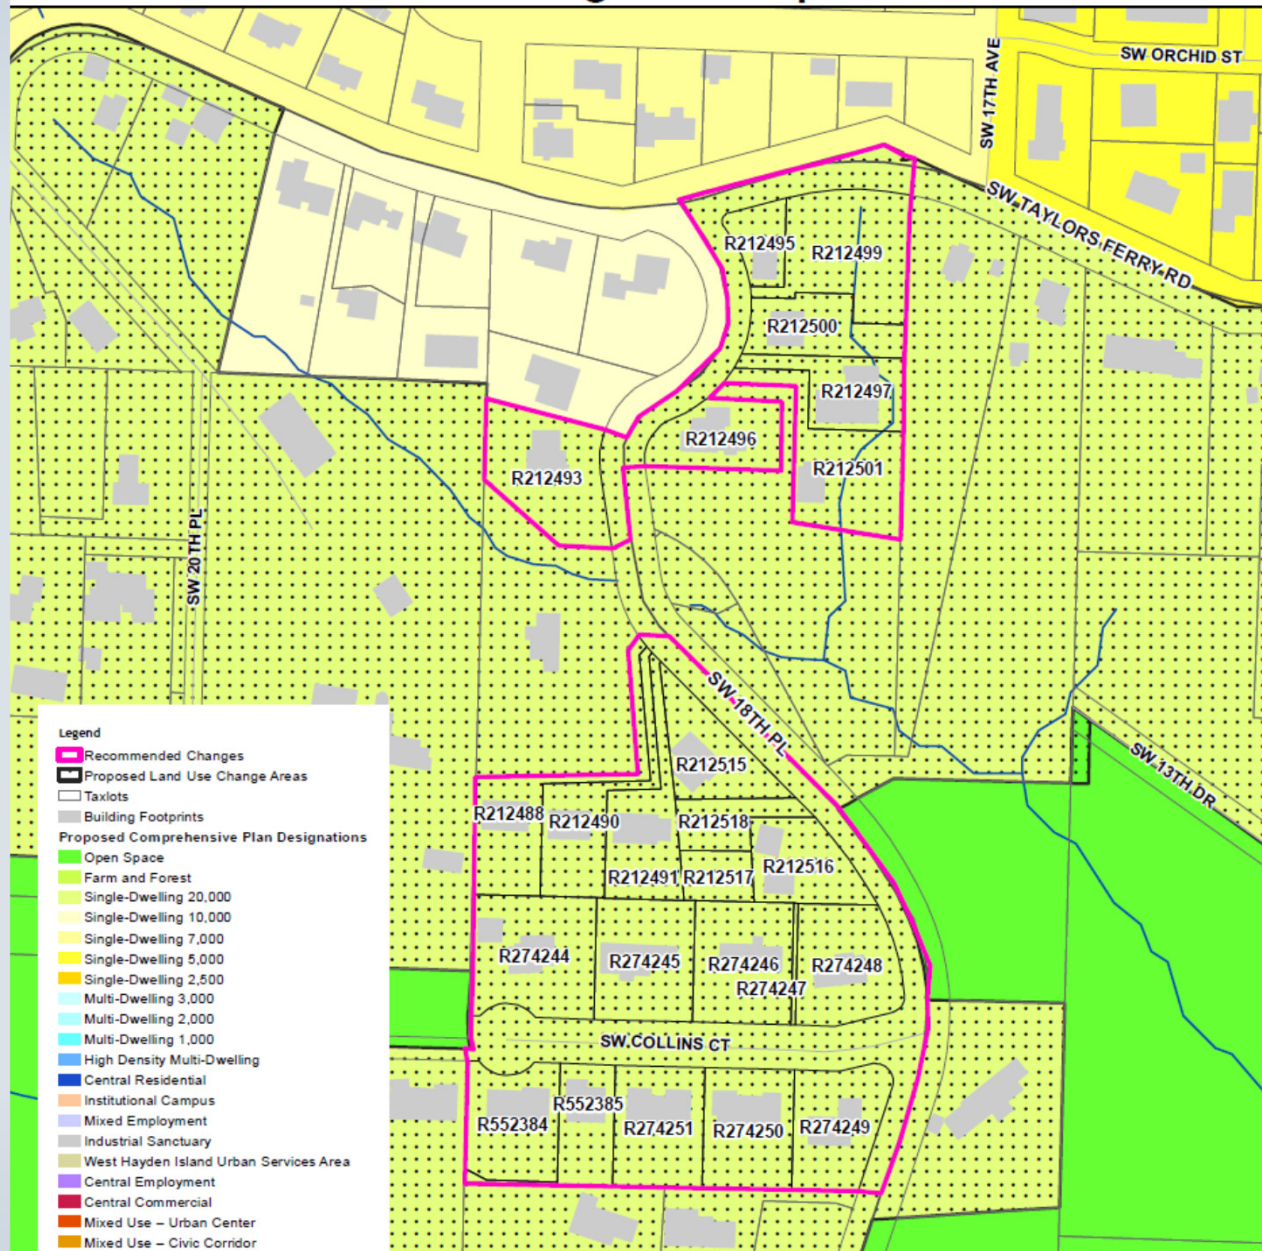 SW ORCHID ST
SW 17TH AVE
SW TAYLORS FERRY RD
R212495
R212499
R212500
R212497
R212496
R212501
R212493
SW 20TH PL
SW 18TH PL
SW 13TH DR
R212515
R212488
R212490
R212518
R212491
R212517
R212516
R274244
R274245
R274246
R274248
R274247
SW COLLINS CT
R552385
R552384
R274251
R274250
R274249
Legend
Recommended Changes
Proposed Land Use Change Areas
Taxlots
Building Footprints
Proposed Comprehensive Plan Designations
Open Space
Farm and Forest
Single-Dwelling 20,000
Single-Dwelling 10,000
Single-Dwelling 7,000
Single-Dwelling 5,000
Single-Dwelling 2,500
Multi-Dwelling 3,000
Multi-Dwelling 2,000
Multi-Dwelling 1,000
High Density Multi-Dwelling
Central Residential
Institutional Campus
Mixed Employment
Industrial Sanctuary
West Hayden Island Urban Services Area
Central Employment
Central Commercial
Mixed Use – Urban Center
Mixed Use – Civic Corridor